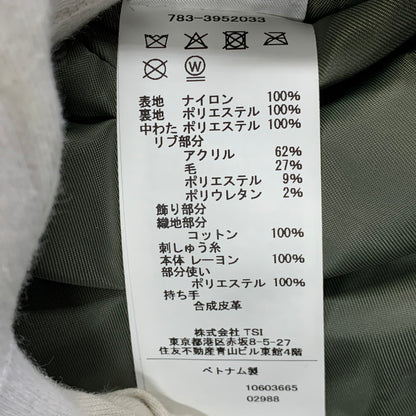 783-3952033
W
表地 ナイロン 100%
裏地 ポリエステル 100%
中わた ポリエステル 100%
リブ部分
アクリル 62%
毛 27%
ポリエステル 9%
ポリウレタン 2%
飾り部分
織地部分
コットン 100%
刺しゅう糸
本体 レーヨン 100%
部分使い
ポリエステル 100%
持ち手
合成皮革
株式会社 TSI
東京都港区赤坂8-5-27
住友不動産青山ビル東館4階
ベトナム製
10603665
02988